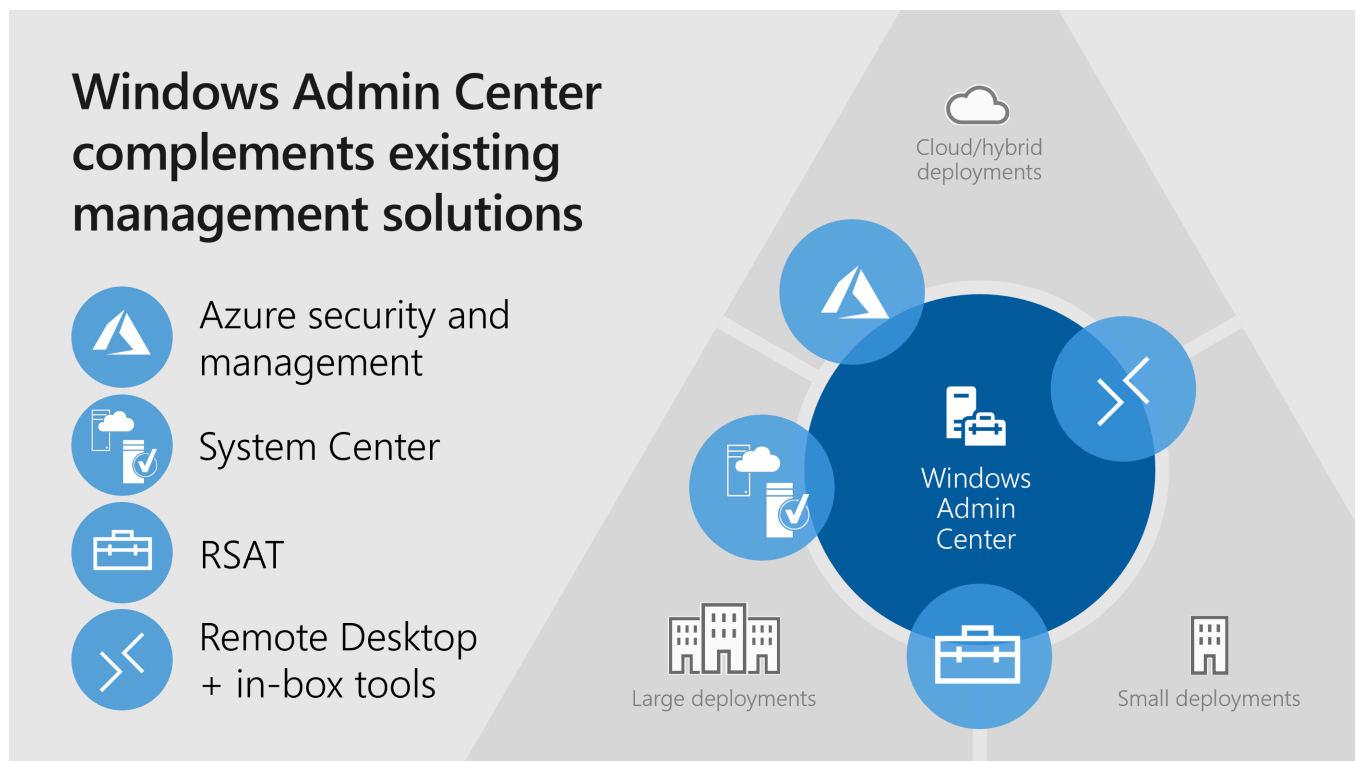 Windows Admin Center
complements existing
management solutions
Azure security and
management
System Center
RSAT
Remote Desktop
+ in-box tools
Cloud/hybrid
deployments
Windows
Admin
Center
Large deployments
Small deployments